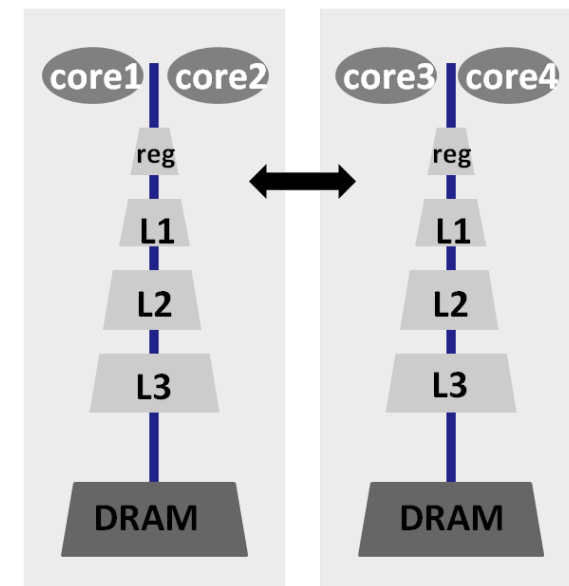 core1 core2
reg
L1
L2
L3
DRAM
core3 core4
reg
L1
L2
L3
DRAM